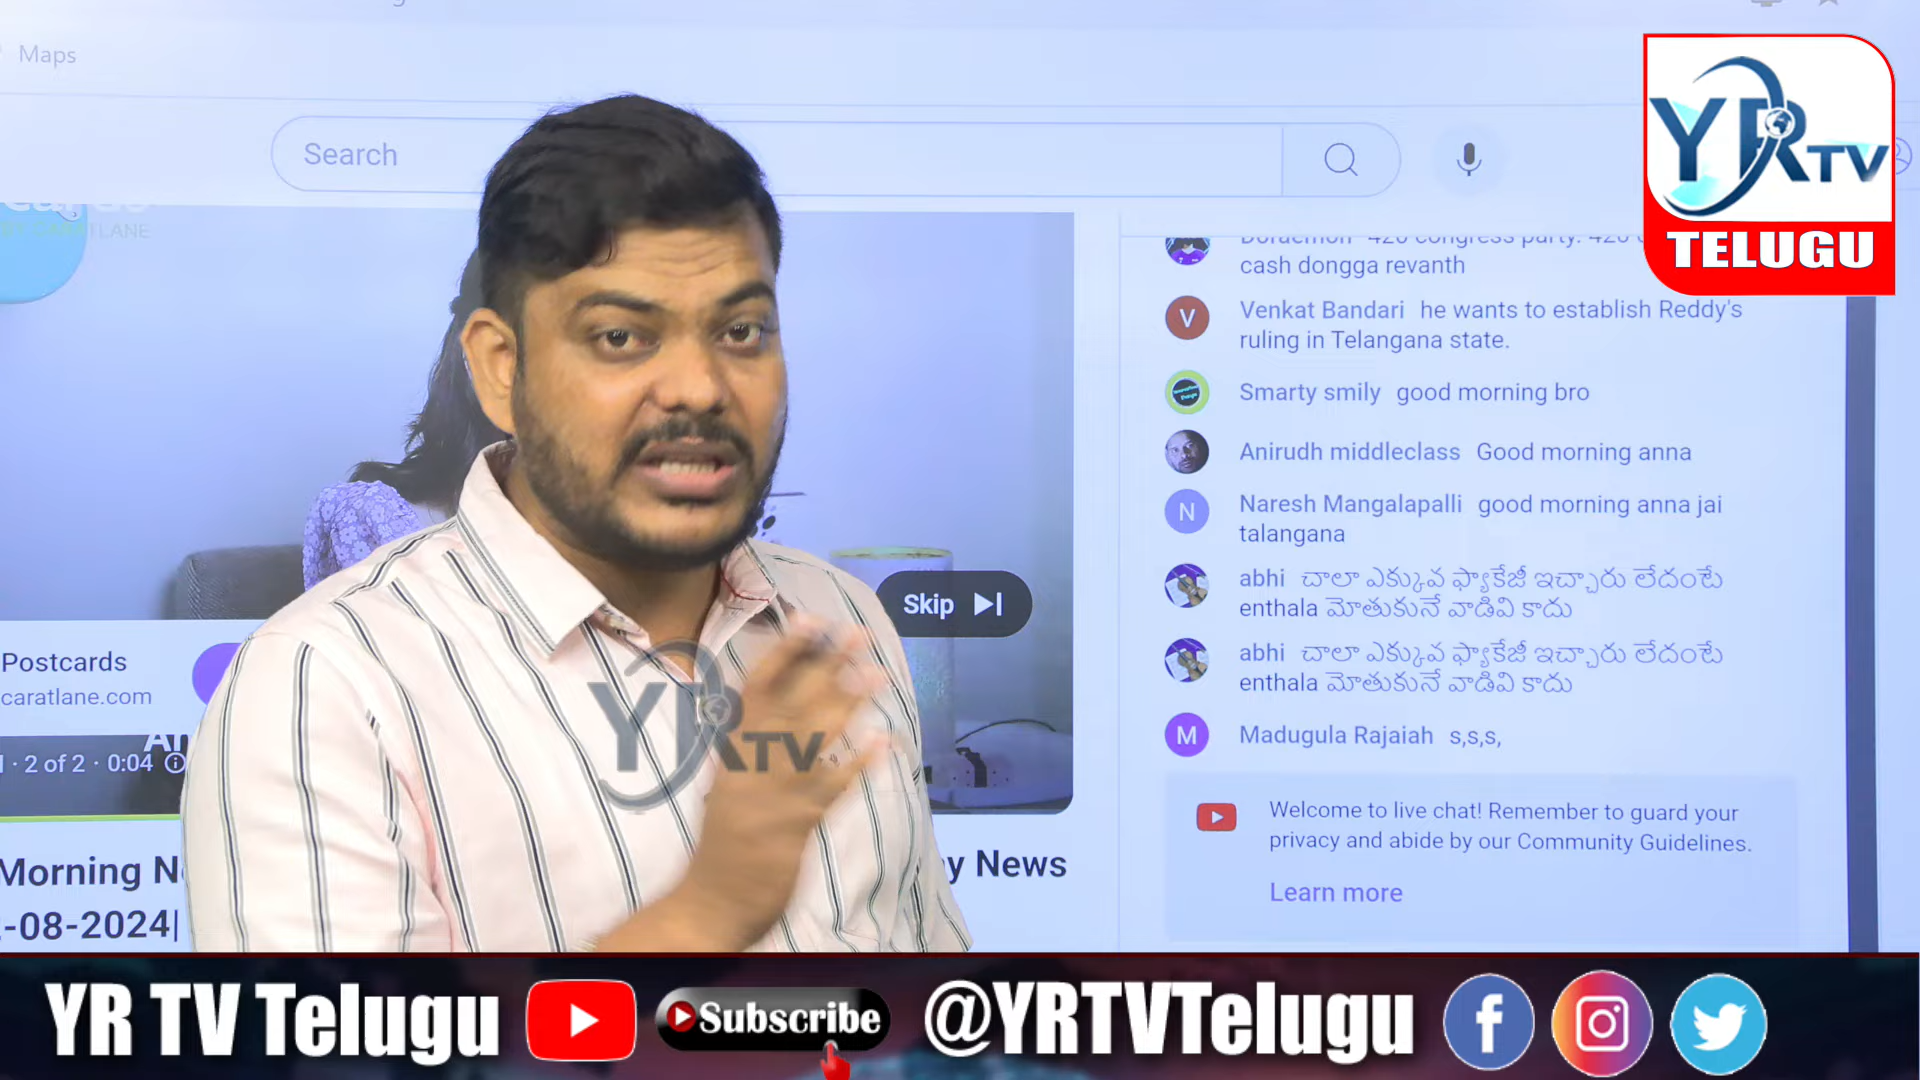 Maps
Search
YRTV
TELUGU
BY CARATLANE
cash dongga revanth
Venkat Bandari he wants to establish Reddy's
ruling in Telangana state.
Smarty smily good morning bro
Anirudh middleclass Good morning anna
Naresh Mangalapalli good morning anna jai
talangana
abhi చాలా ఎక్కువ ఫ్యాకేజీ ఇచ్చారు లేదంటే
enthala మోతుకునే వాడివి కాదు
abhi చాలా ఎక్కువ ఫ్యాకేజీ ఇచ్చారు లేదంటే
enthala మోతుకునే వాడివి కాదు
Madugula Rajaiah s,s,s,
Welcome to live chat! Remember to guard your
privacy and abide by our Community Guidelines.
Learn more
Skip
Postcards
caratlane.com
YRTV
· 2 of 2 · 0:04
Morning News
-08-2024|
YR TV Telugu Subscribe @YRTVTelugu